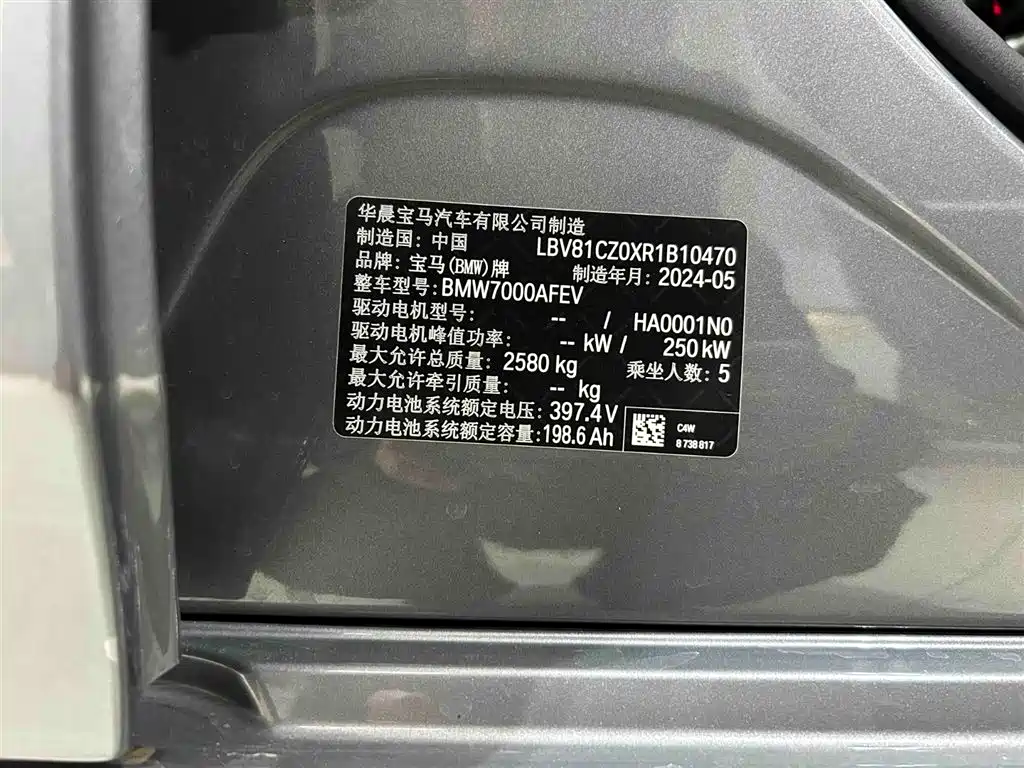 华晨宝马汽车有限公司制造
制造国: 中国 LBV81CZ0XR1B10470
品牌: 宝马(BMW)牌 制造年月: 2024-05
整车型号: BMW7000AFEV
驱动电机型号: -- / HA0001N0
驱动电机峰值功率: -- kW / 250 kW
最大允许总质量: 2580 kg 乘坐人数: 5
最大允许牵引质量: -- kg
动力电池系统额定电压: 397.4 V
动力电池系统额定容量: 198.6 Ah
C4W
8 738 817